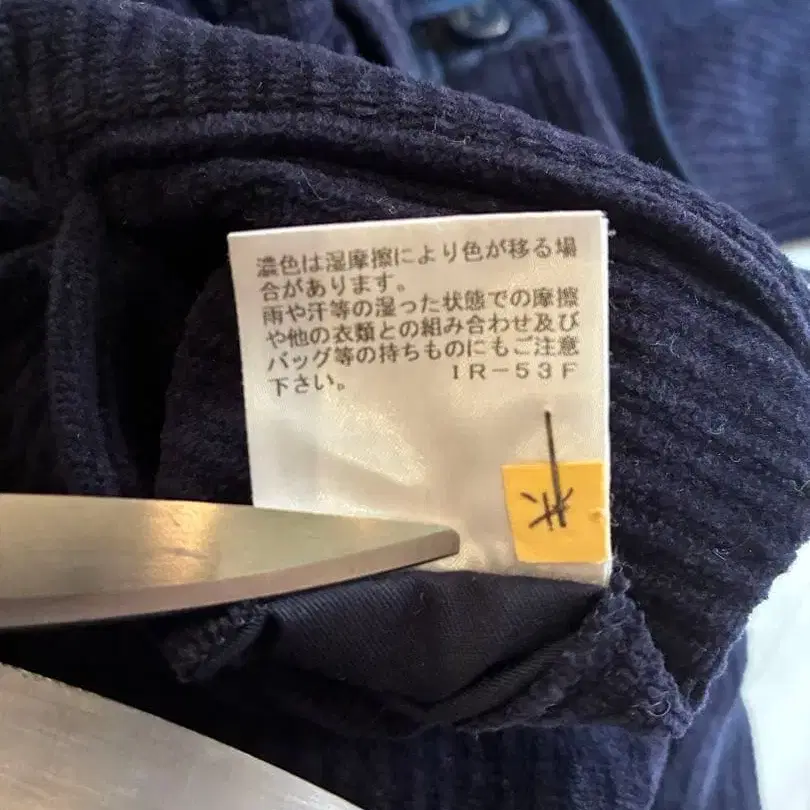 濃色は湿摩擦により色が移る場
合があります。
雨や汗等の湿った状態での摩擦
や他の衣類との組み合わせ及び
バッグ等の持ちものにもご注意
下さい。 IR-53F